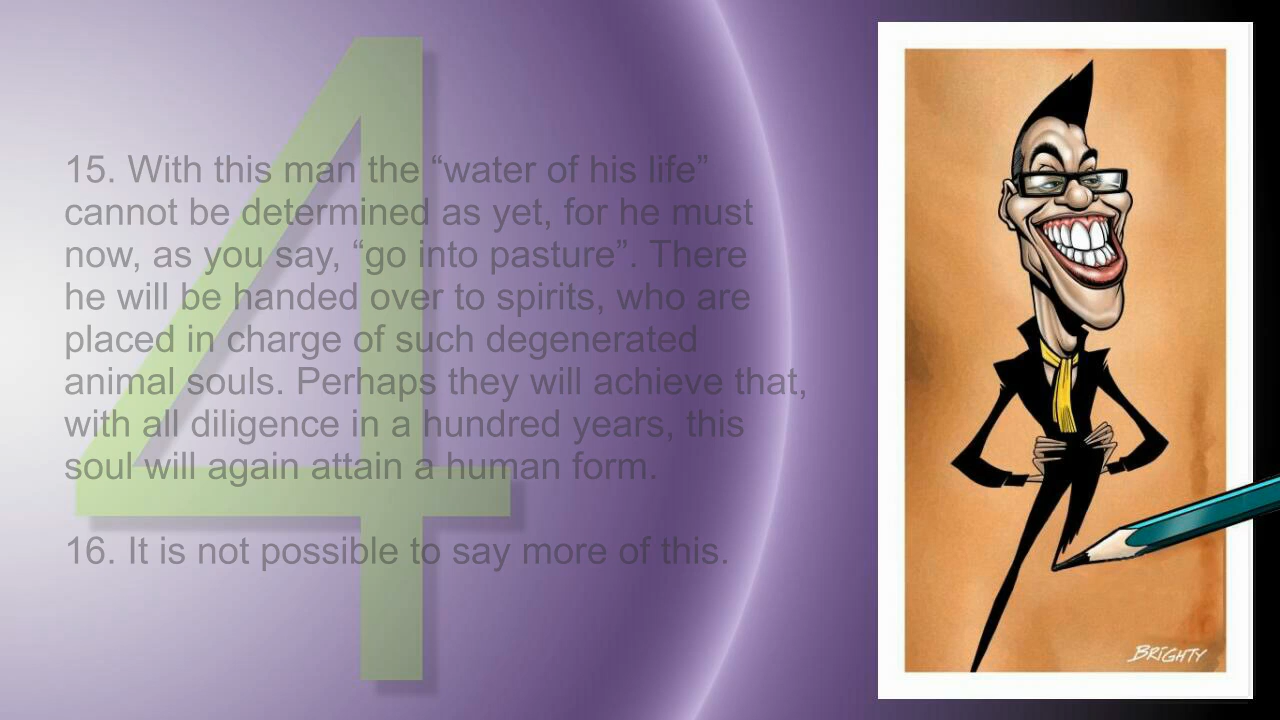 4
15. With this man the “water of his life”
cannot be determined as yet, for he must
now, as you say, “go into pasture”. There
he will be handed over to spirits, who are
placed in charge of such degenerated
animal souls. Perhaps they will achieve that,
with all diligence in a hundred years, this
soul will again attain a human form.
16. It is not possible to say more of this.
BRIGHTY